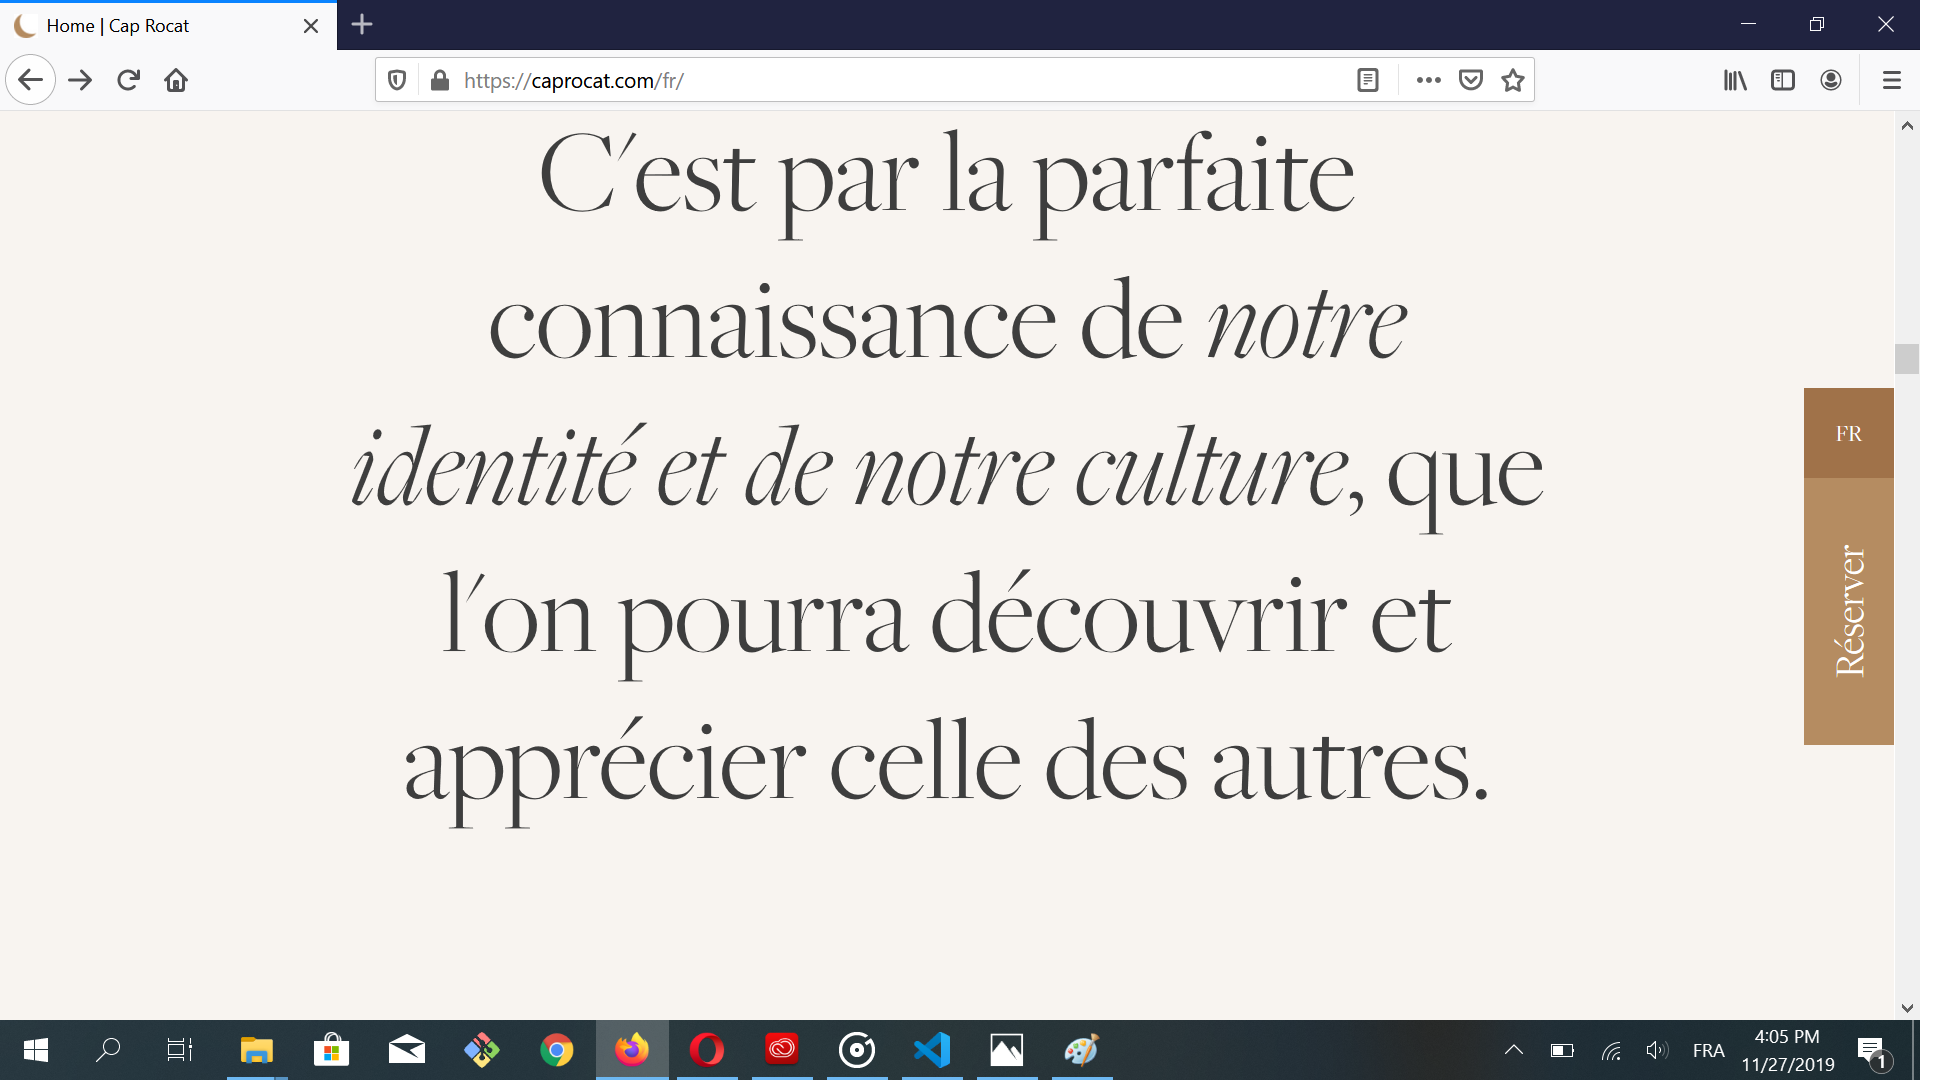 Home | Cap Rocat
https://caprocat.com/fr/
C'est par la parfaite
connaissance de notre
identité et de notre culture, que
l'on pourra découvrir et
apprécier celle des autres.
FR
Réserver
FRA
4:05 PM
11/27/2019
1